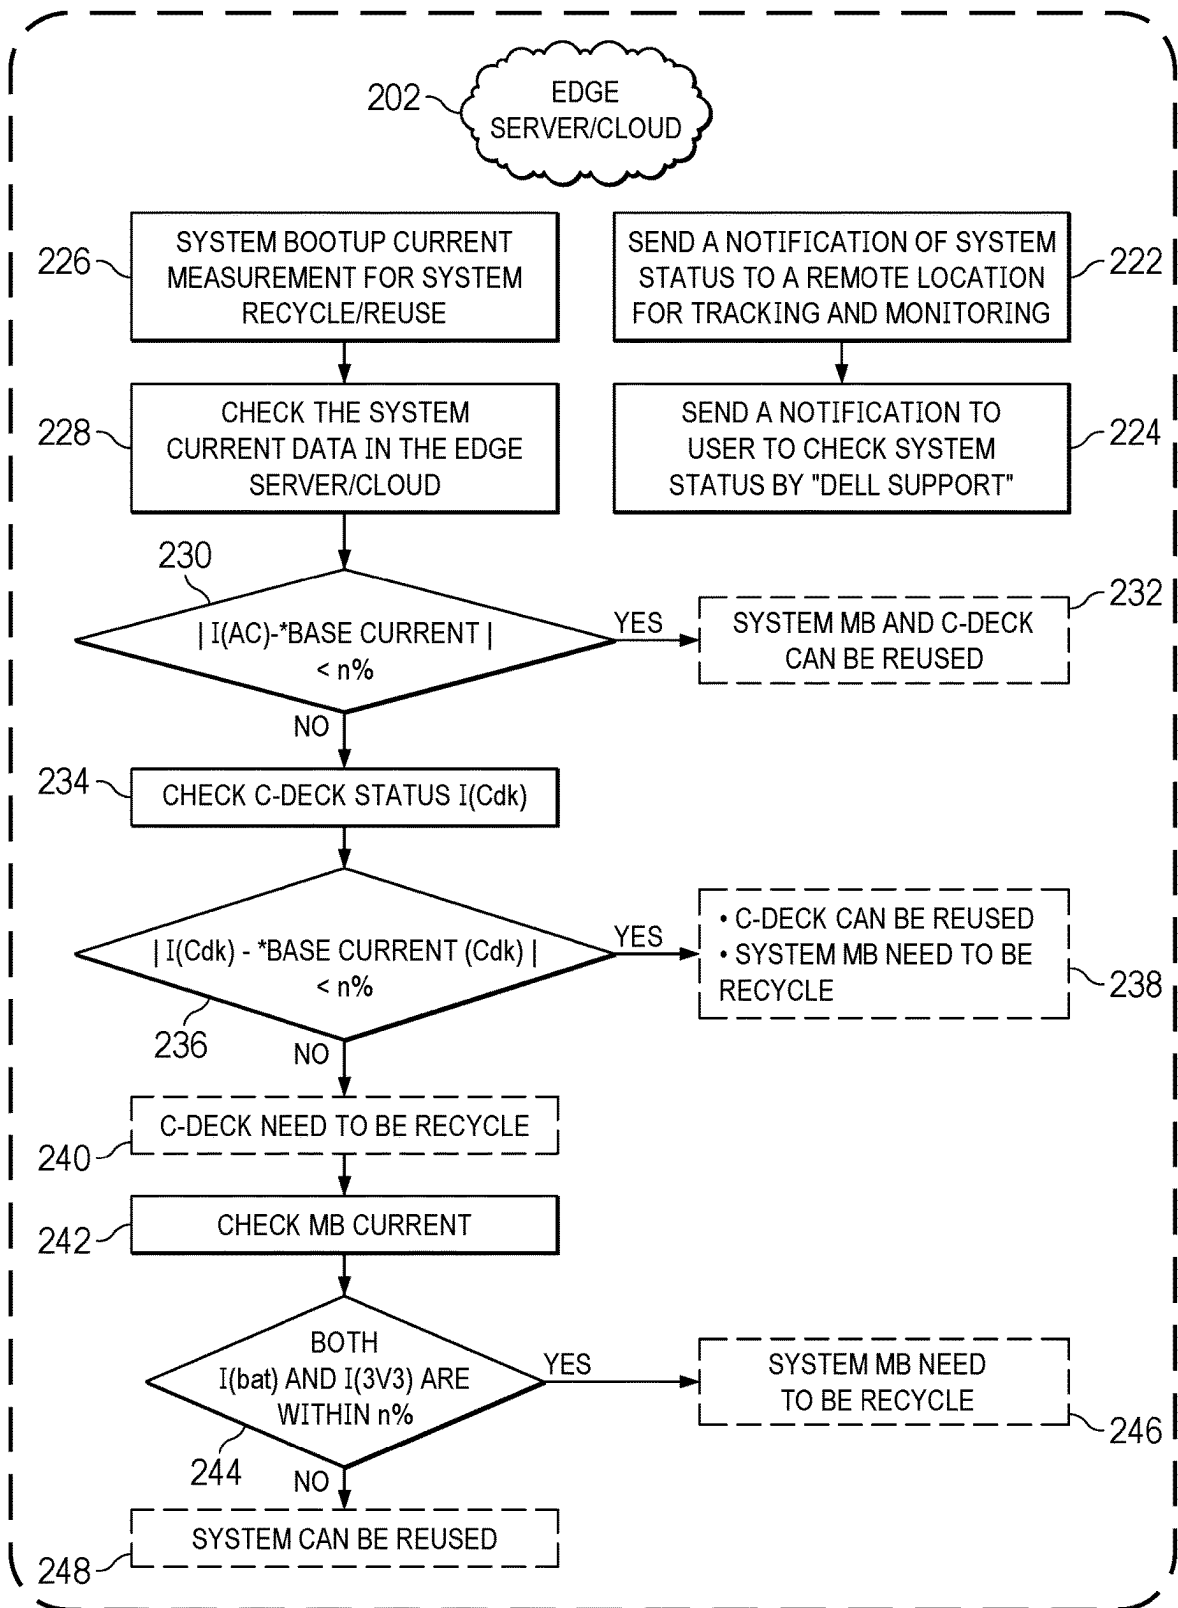 202
EDGE
SERVER/CLOUD
226
SYSTEM BOOTUP CURRENT
MEASUREMENT FOR SYSTEM
RECYCLE/REUSE
SEND A NOTIFICATION OF SYSTEM
STATUS TO A REMOTE LOCATION
FOR TRACKING AND MONITORING
222
228
CHECK THE SYSTEM
CURRENT DATA IN THE EDGE
SERVER/CLOUD
SEND A NOTIFICATION TO
USER TO CHECK SYSTEM
STATUS BY "DELL SUPPORT"
224
230
| I(AC)-*BASE CURRENT |
< n%
YES
SYSTEM MB AND C-DECK
CAN BE REUSED
232
NO
234
CHECK C-DECK STATUS I(Cdk)
| I(Cdk) - *BASE CURRENT (Cdk) |
< n%
236
YES
• C-DECK CAN BE REUSED
• SYSTEM MB NEED TO BE
RECYCLE
238
NO
C-DECK NEED TO BE RECYCLE
240
CHECK MB CURRENT
242
BOTH
I(bat) AND I(3V3) ARE
WITHIN n%
244
YES
SYSTEM MB NEED
TO BE RECYCLE
246
NO
SYSTEM CAN BE REUSED
248